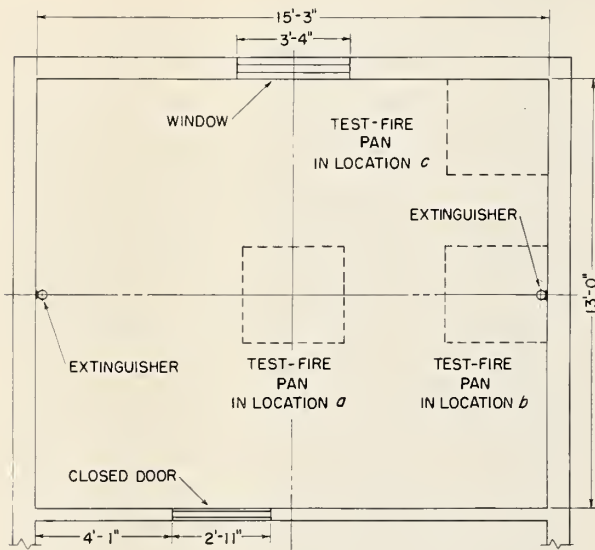 15'-3"
3'-4"
WINDOW
TEST-FIRE
PAN
IN LOCATION c
EXTINGUISHER
13'-0"
EXTINGUISHER
TEST-FIRE
PAN
IN LOCATION a
TEST-FIRE
PAN
IN LOCATION b
CLOSED DOOR
4'-1"
2'-11"